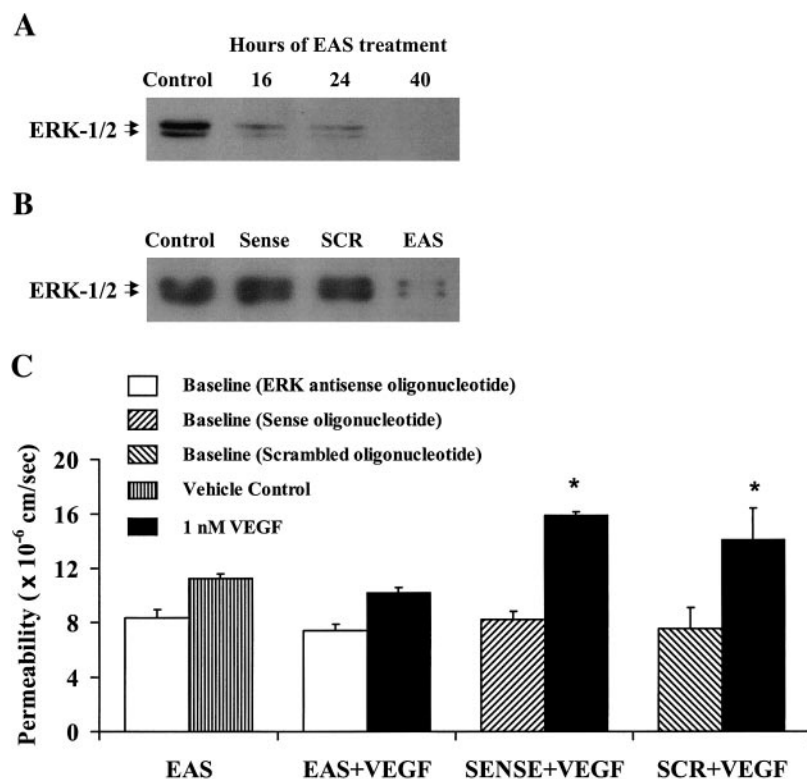 A
Hours of EAS treatment
Control 16 24 40
ERK-1/2
B
Control Sense SCR EAS
ERK-1/2
C
Baseline (ERK antisense oligonucleotide)
Baseline (Sense oligonucleotide)
Baseline (Scrambled oligonucleotide)
Vehicle Control
1 nM VEGF
Permeability ( x 10-6 cm/sec)
20
16
12
8
4
0
* *
EAS EAS+VEGF SENSE+VEGF SCR+VEGF